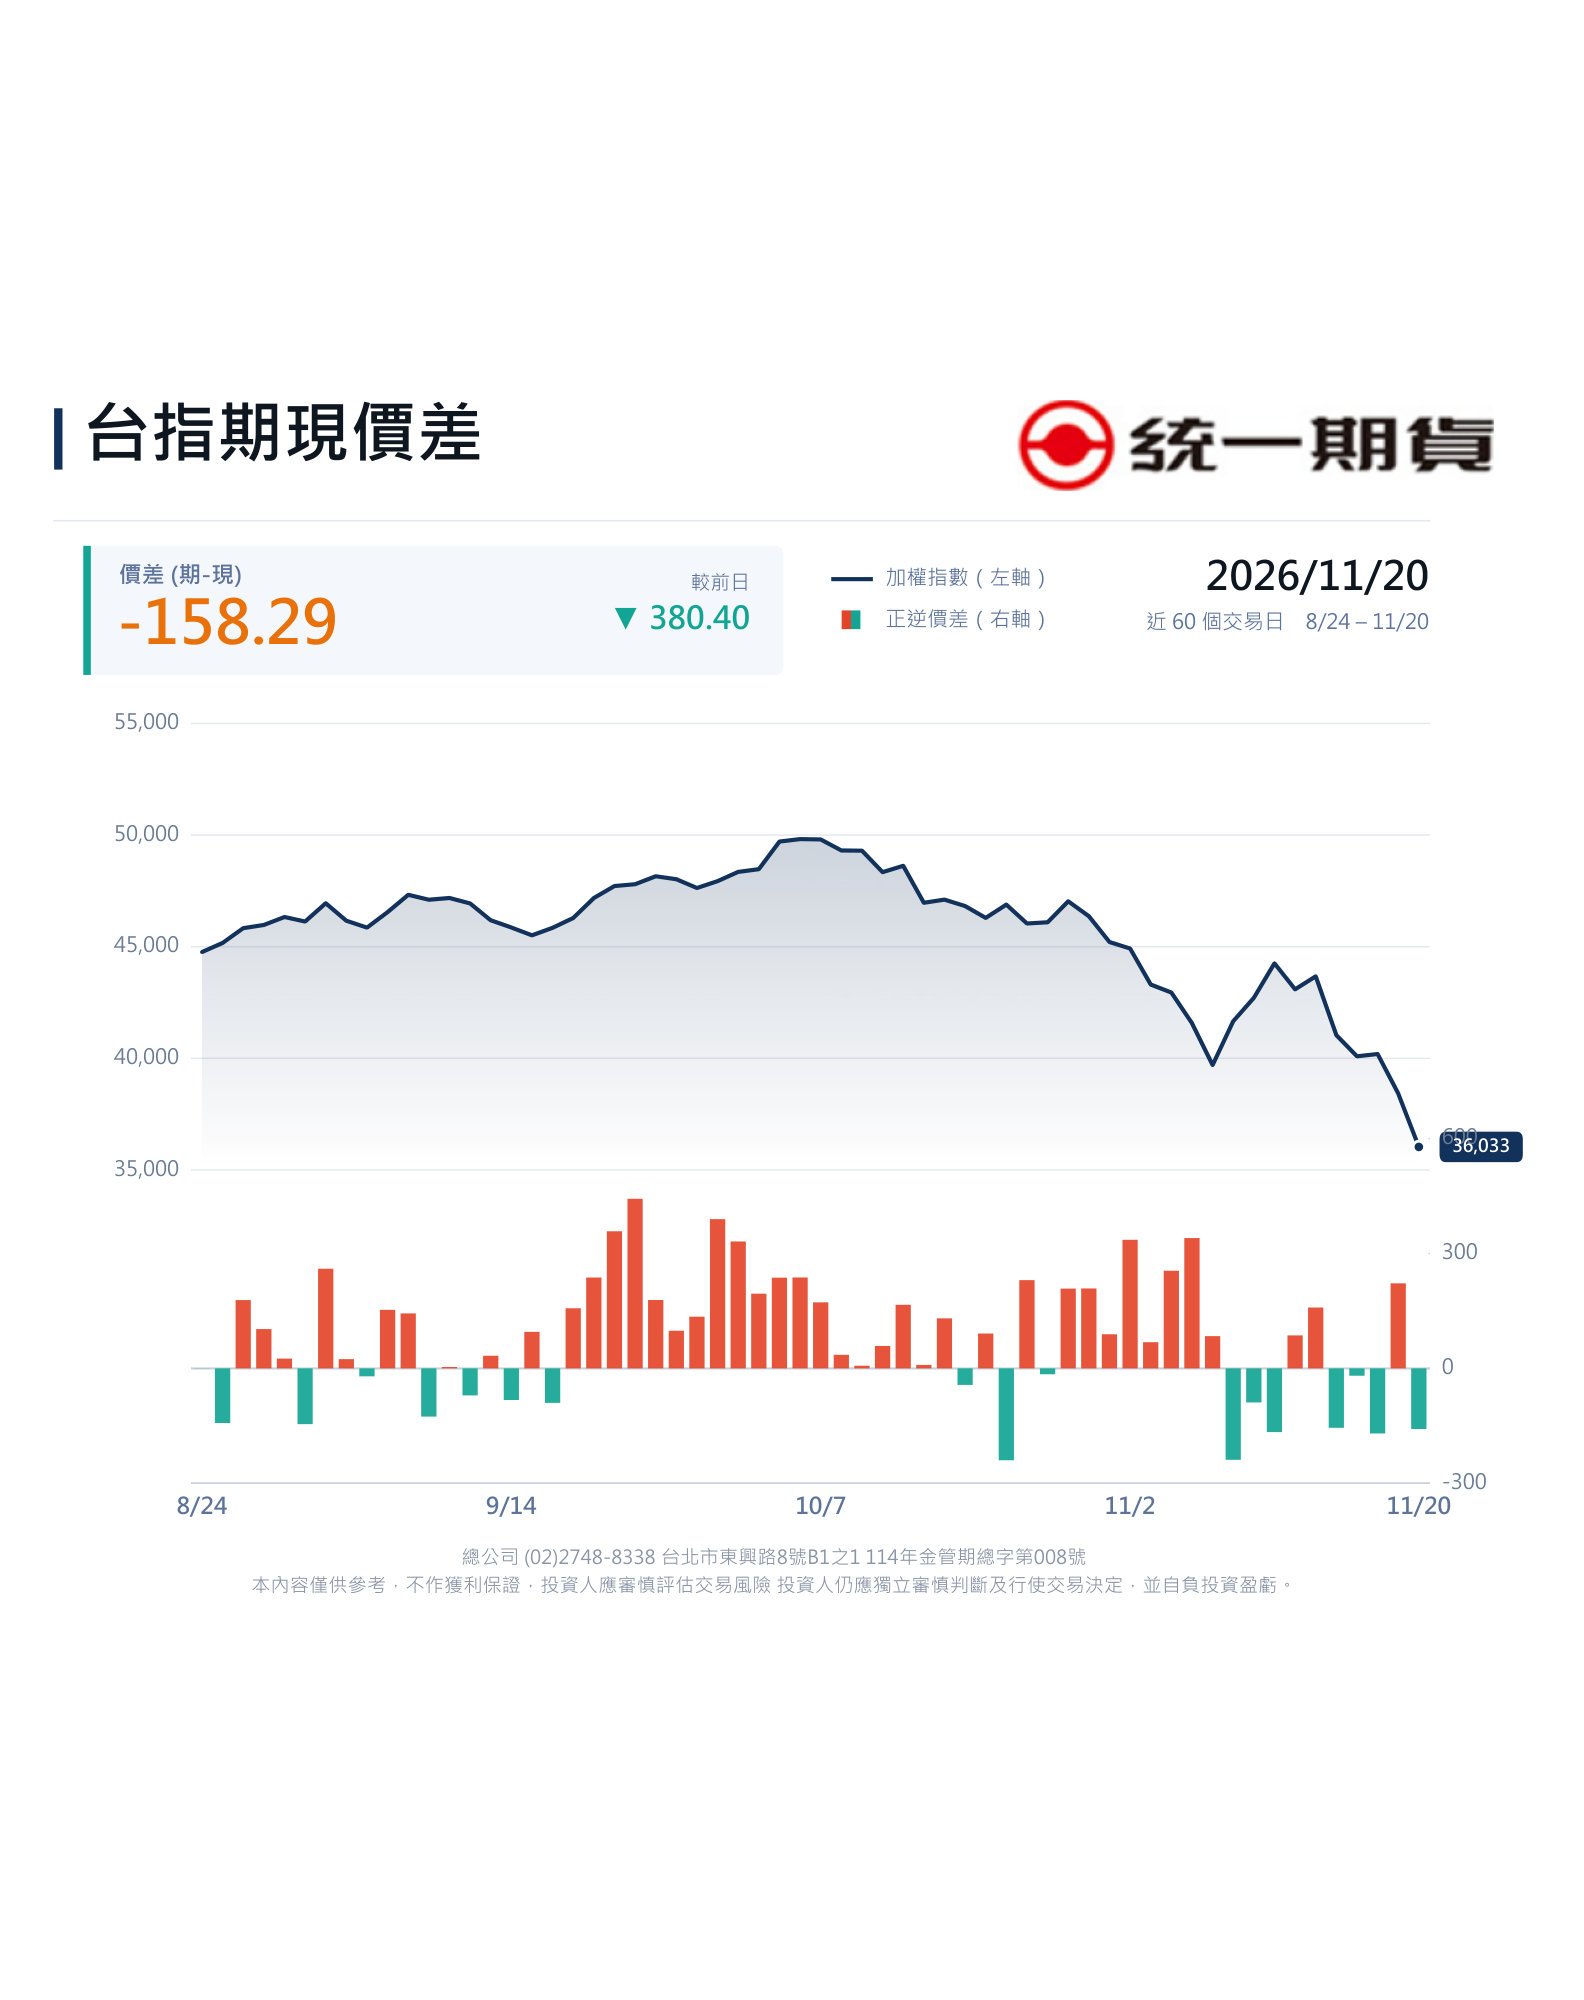 台指期現價差
統一期貨
價差 (期-現)
-158.29
較前日
▼ 380.40
加權指數（左軸）
正逆價差（右軸）
2026/11/20
近 60 個交易日 8/24 – 11/20
55,000
50,000
45,000
40,000
35,000
600
36,033
300
0
-300
8/24 9/14 10/7 11/2 11/20
總公司 (02)2748-8338 台北市東興路8號B1之1 114年金管期總字第008號
本內容僅供參考，不作獲利保證，投資人應審慎評估交易風險 投資人仍應獨立審慎判斷及行使交易決定，並自負投資盈虧。